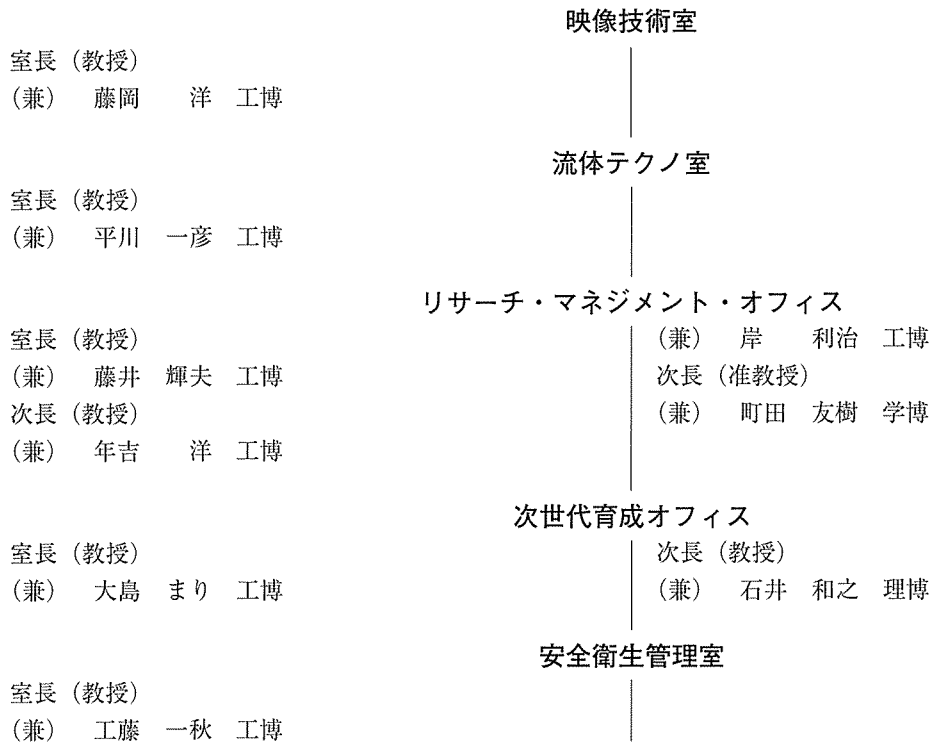 映像技術室
室長（教授）
（兼） 藤岡 洋 工博
流体テクノ室
室長（教授）
（兼） 平川 一彦 工博
リサーチ・マネジメント・オフィス
室長（教授）
（兼） 藤井 輝夫 工博
次長（教授）
（兼） 年吉 洋 工博
（兼） 岸 利治 工博
次長（准教授）
（兼） 町田 友樹 学博
次世代育成オフィス
室長（教授）
（兼） 大島 まり 工博
次長（教授）
（兼） 石井 和之 理博
安全衛生管理室
室長（教授）
（兼） 工藤 一秋 工博